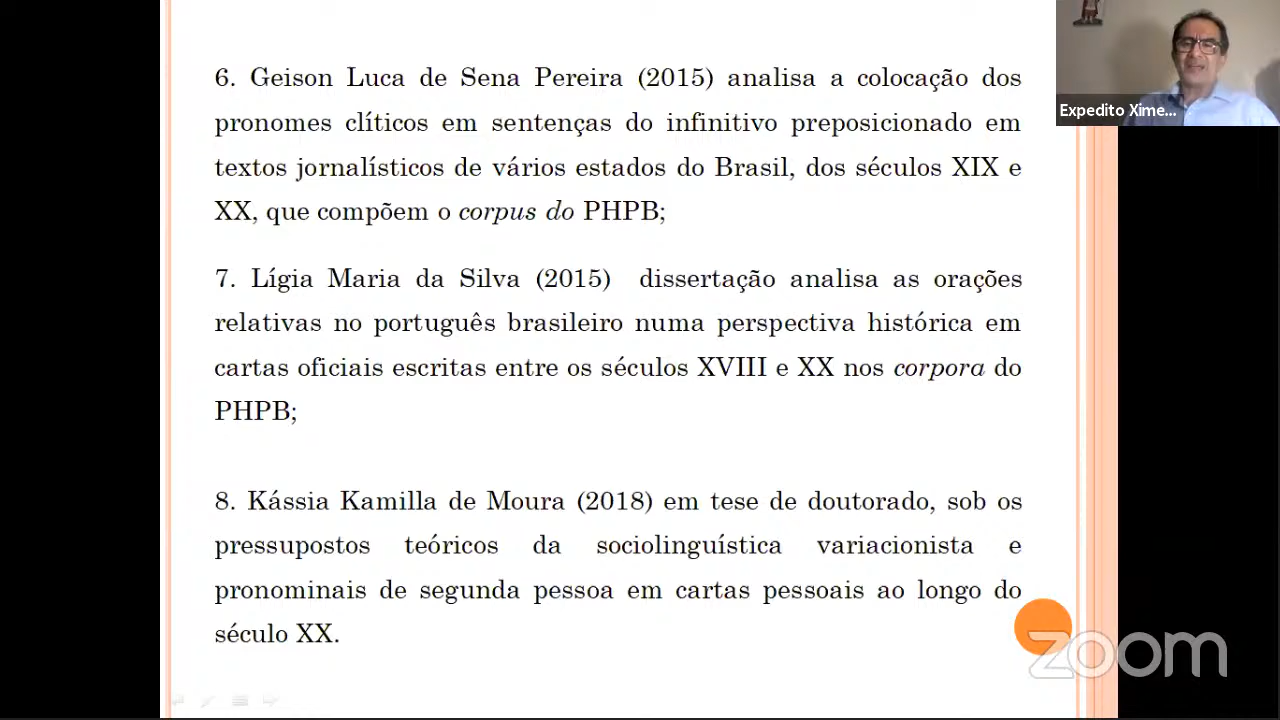 6. Geison Luca de Sena Pereira (2015) analisa a colocação dos
pronomes clíticos em sentenças do infinitivo preposicionado em
textos jornalísticos de vários estados do Brasil, dos séculos XIX e
XX, que compõem o corpus do PHPB;
7. Lígia Maria da Silva (2015) dissertação analisa as orações
relativas no português brasileiro numa perspectiva histórica em
cartas oficiais escritas entre os séculos XVIII e XX nos corpora do
PHPB;
8. Kássia Kamilla de Moura (2018) em tese de doutorado, sob os
pressupostos teóricos da sociolinguística variacionista e
pronominais de segunda pessoa em cartas pessoais ao longo do
século XX.
Expedito Xime...
zoom